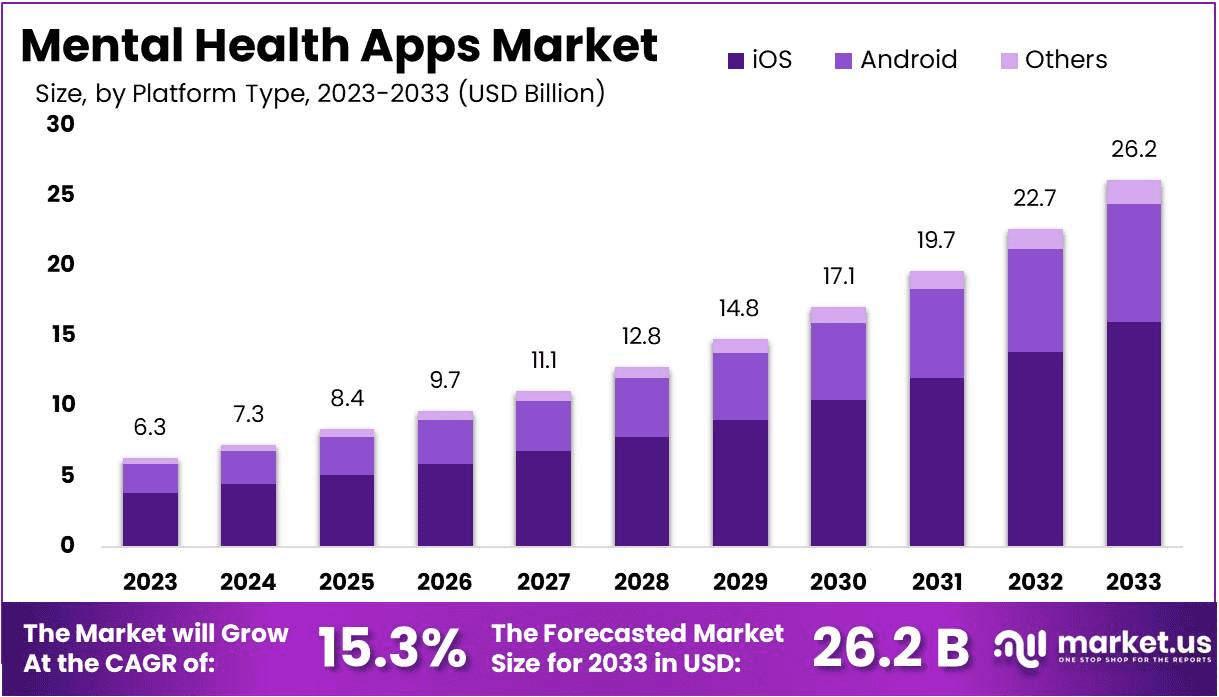 Mental Health Apps Market
Size, by Platform Type, 2023-2033 (USD Billion)
iOS Android Others
30
25
20
15
10
5
0
6.3
7.3
8.4
9.7
11.1
12.8
14.8
17.1
19.7
22.7
26.2
2023 2024 2025 2026 2027 2028 2029 2030 2031 2032 2033
The Market will Grow
At the CAGR of:
15.3%
The Forecasted Market
Size for 2033 in USD:
26.2 B
market.us
ONE STOP SHOP FOR THE REPORTS